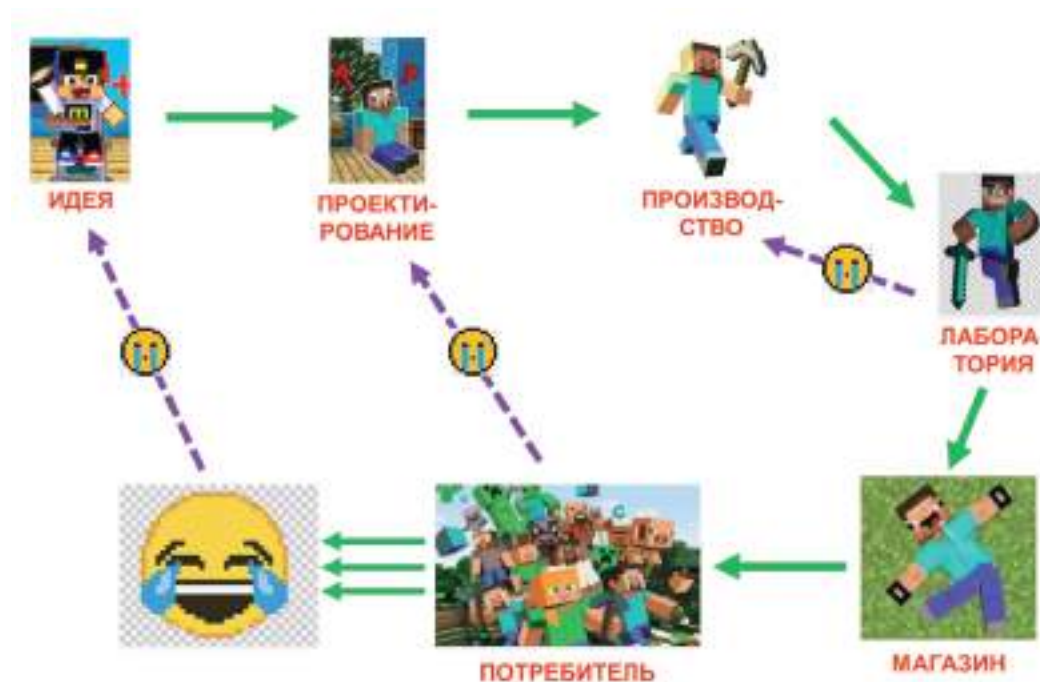 ИДЕЯ
ПРОЕКТИ-
РОВАНИЕ
ПРОИЗВОД-
СТВО
ЛАБОРА
ТОРИЯ
МАГАЗИН
ПОТРЕБИТЕЛЬ